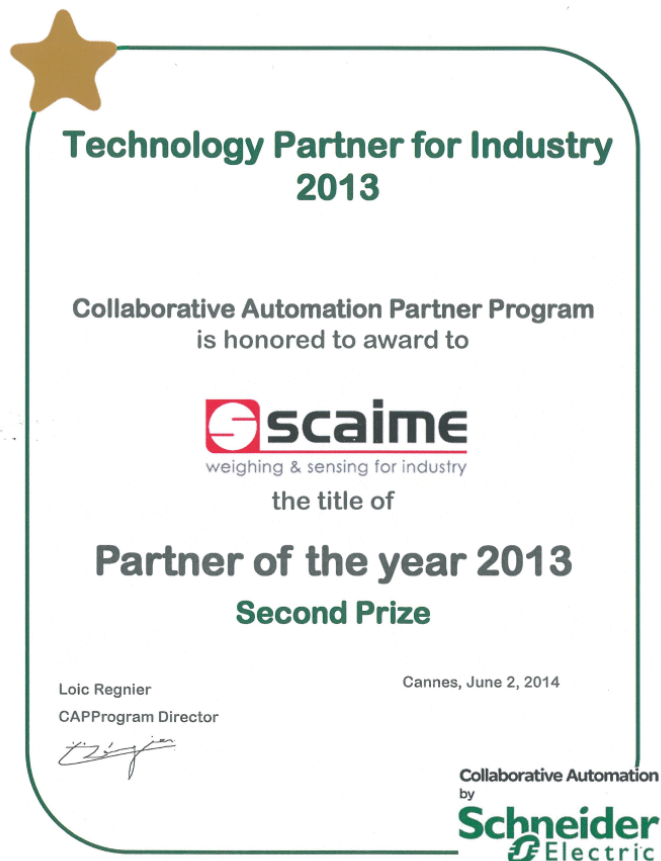 Technology Partner for Industry
2013
Collaborative Automation Partner Program
is honored to award to
scaime
weighing & sensing for industry
the title of
Partner of the year 2013
Second Prize
Loic Regnier
CAPProgram Director
Cannes, June 2, 2014
Collaborative Automation
by
Schneider
Electric